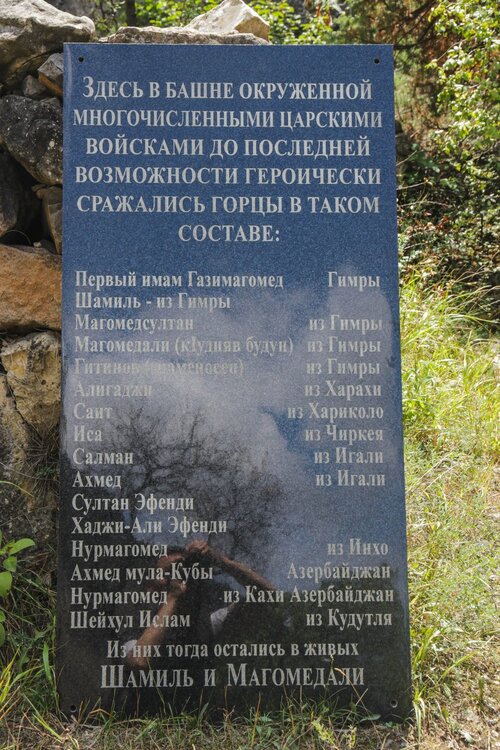 Здесь в башне окруженной
многочисленными царскими
войсками до последней
возможности героически
сражались горцы в таком
составе:
Первый имам Газимагомед Гимры
Шамиль - из Гимры
Магомедсултан из Гимры
Магомедали (кIудияв будун) из Гимры
Гитинов (знаменосец) из Гимры
Алигаджи из Харахи
Саит из Хариколо
Иса из Чиркея
Салман из Игали
Ахмед из Игали
Султан Эфенди
Хаджи-Али Эфенди
Нурмагомед из Инхо
Ахмед мула-Кубы Азербайджан
Нурмагомед из Кахи Азербайджан
Шейхул Ислам из Кудутля
Из них тогда остались в живых
Шамиль и Магомедали